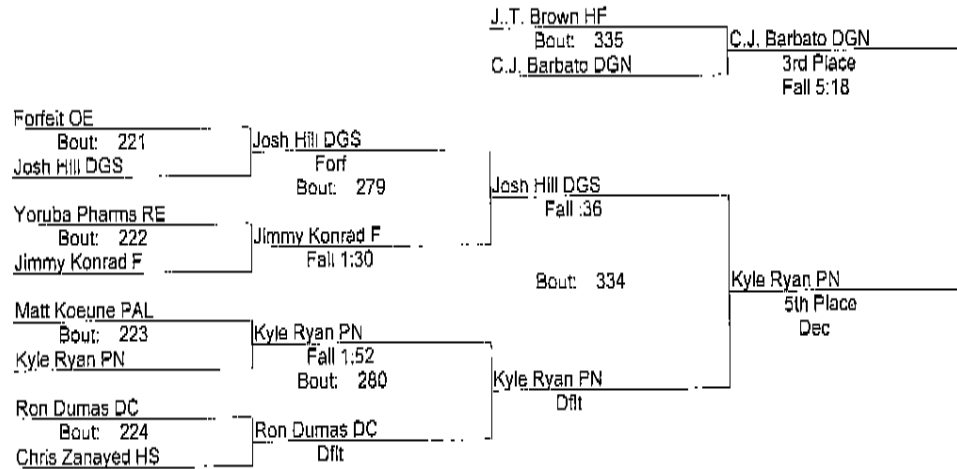 J..T. Brown HF
Bout: 335
C.J. Barbato DGN
C.J. Barbato DGN
3rd Place
Fall 5:18
Forfeit OE
Bout: 221
Josh Hill DGS
Josh Hill DGS
Forf
Bout: 279
Yoruba Pharms RE
Bout: 222
Jimmy Konrad F
Jimmy Konrad F
Fall 1:30
Josh Hill DGS
Fall :36
Bout: 334
Matt Koeune PAL
Bout: 223
Kyle Ryan PN
Kyle Ryan PN
Fall 1:52
Bout: 280
Ron Dumas DC
Bout: 224
Chris Zanayed HS
Ron Dumas DC
Dflt
Kyle Ryan PN
Dflt
Kyle Ryan PN
5th Place
Dec